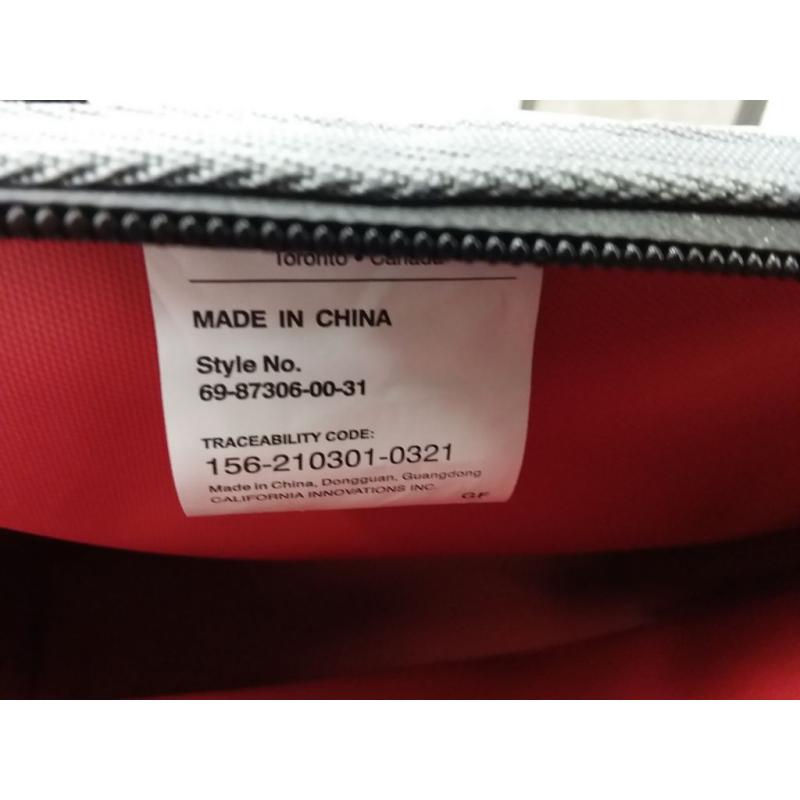 Toronto • Canada
MADE IN CHINA
Style No.
69-87306-00-31
TRACEABILITY CODE:
156-210301-0321
Made in China, Dongguan, Guangdong
CALIFORNIA INNOVATIONS INC.
GF